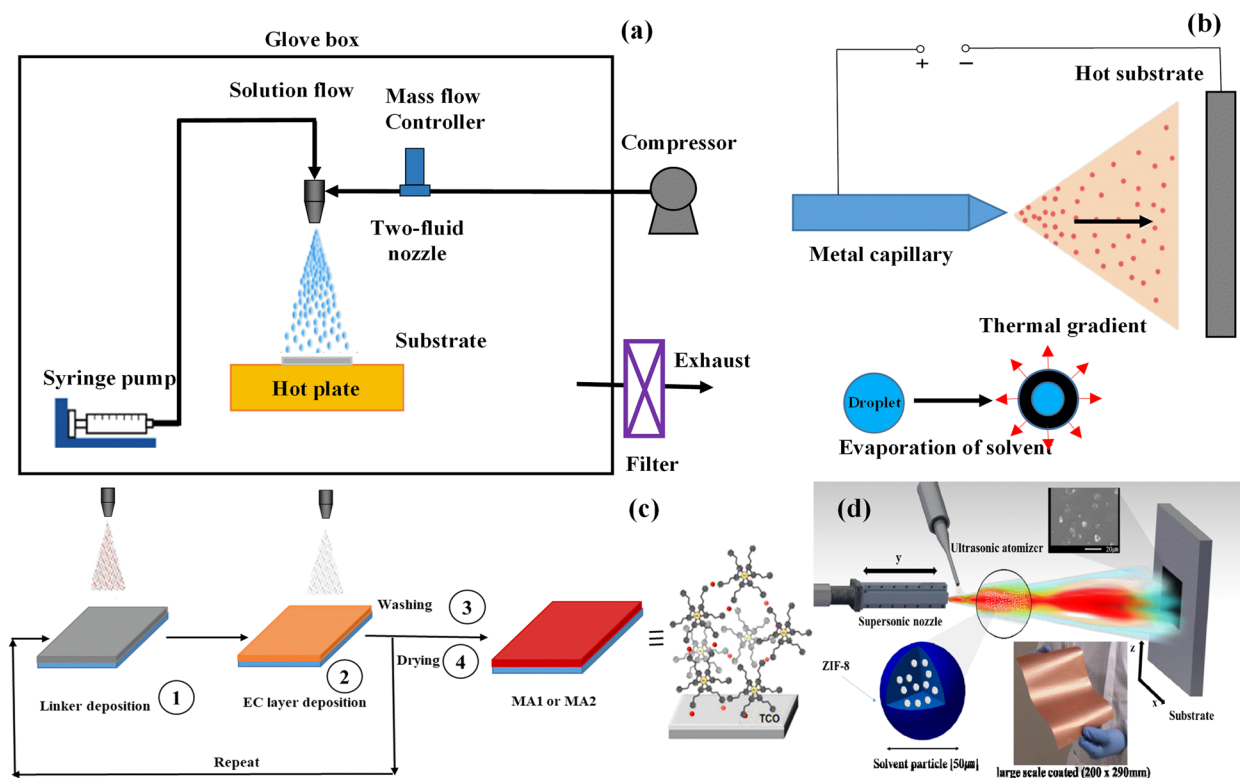 (a)
Glove box
Solution flow
Mass flow
Controller
Compressor
Two-fluid
nozzle
Substrate
Syringe pump
Hot plate
Exhaust
Filter
(b)
+ −
Hot substrate
Metal capillary
Thermal gradient
Droplet
Evaporation of solvent
(c)
Washing
3
Drying
4
1
2
Linker deposition
EC layer deposition
MA1 or MA2
Repeat
≡
TCO
(d)
Ultrasonic atomizer
20μm
y
Supersonic nozzle
ZIF-8
z
x
Substrate
Solvent particle [50μm]
large scale coated (200 x 290mm)